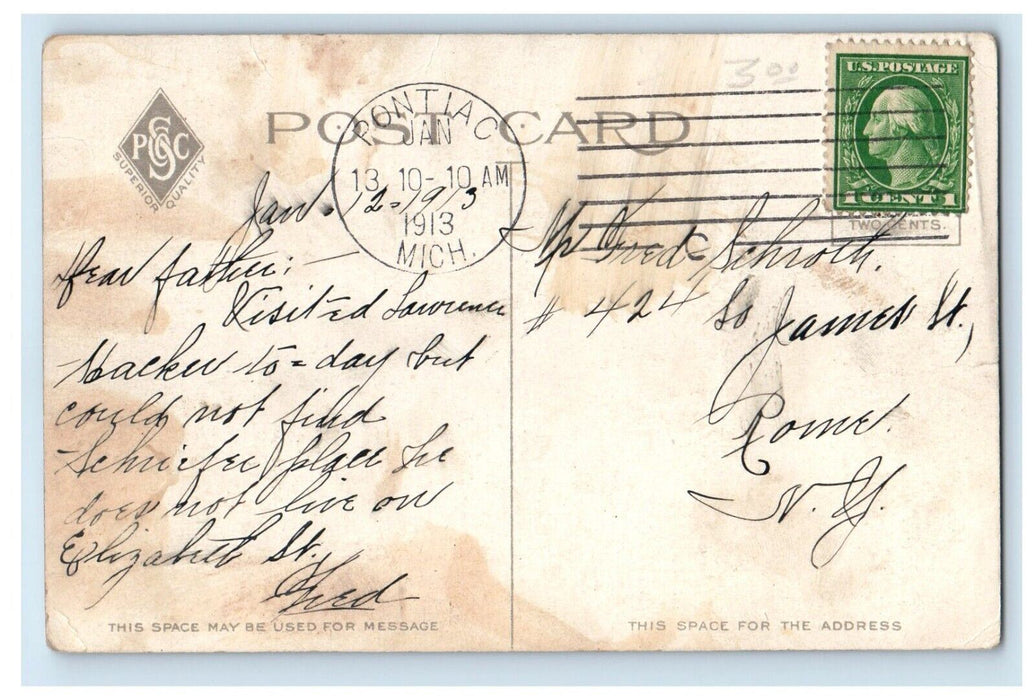 3 00
U.S. POSTAGE
1 CENT 1
TWO CENTS.
POST CARD
PGSC
SUPERIOR QUALITY
PONTIAC
JAN
13 10-10 AM
1913
MICH.
Jan. 12=1913
Dear father:-
Visited Lawrence
Hacker to=day but
could not find
Schriefer place he
does not live on
Elizabeth St.
Fred
Mr Fred C Schroth.
# 424 So James St,
Rome.
N.Y.
THIS SPACE MAY BE USED FOR MESSAGE
THIS SPACE FOR THE ADDRESS